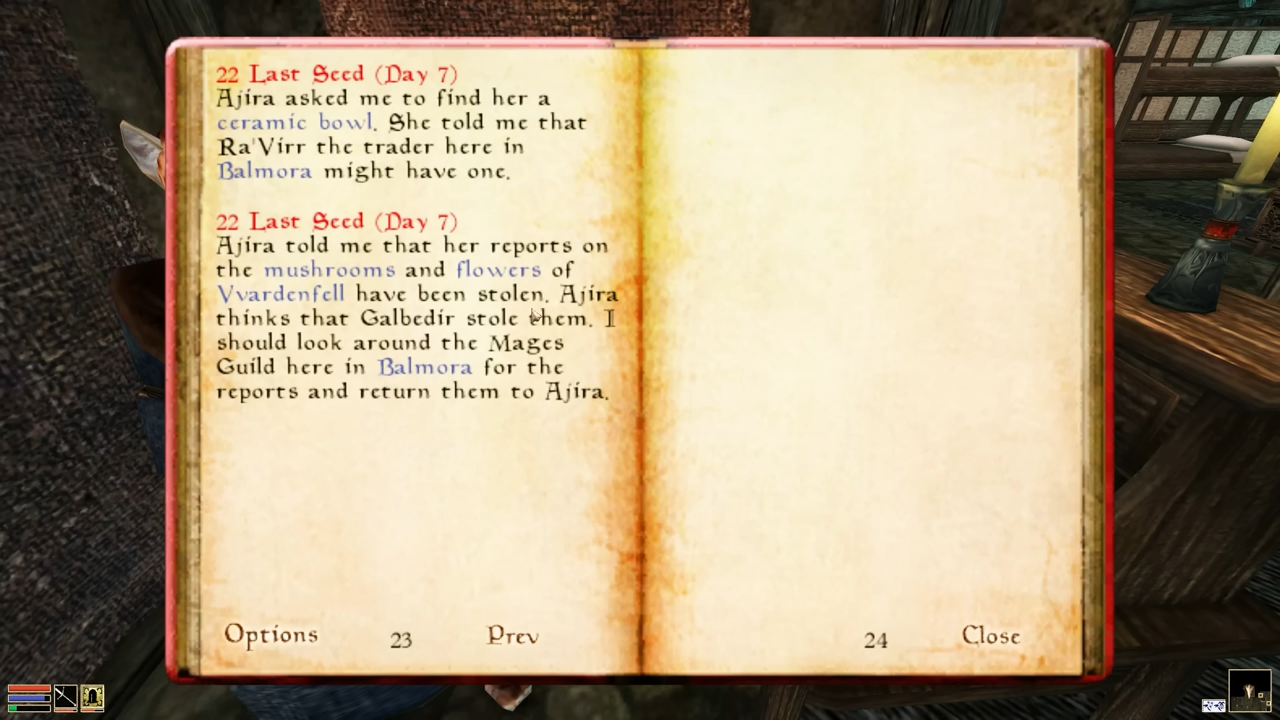 22 Last Seed (Day 7)
Ajira asked me to find her a
ceramic bowl. She told me that
Ra'Virr the trader here in
Balmora might have one.
22 Last Seed (Day 7)
Ajira told me that her reports on
the mushrooms and flowers of
Vvardenfell have been stolen. Ajira
thinks that Galbedir stole them. I
should look around the Mages
Guild here in Balmora for the
reports and return them to Ajira.
Options 23 Prev 24 Close